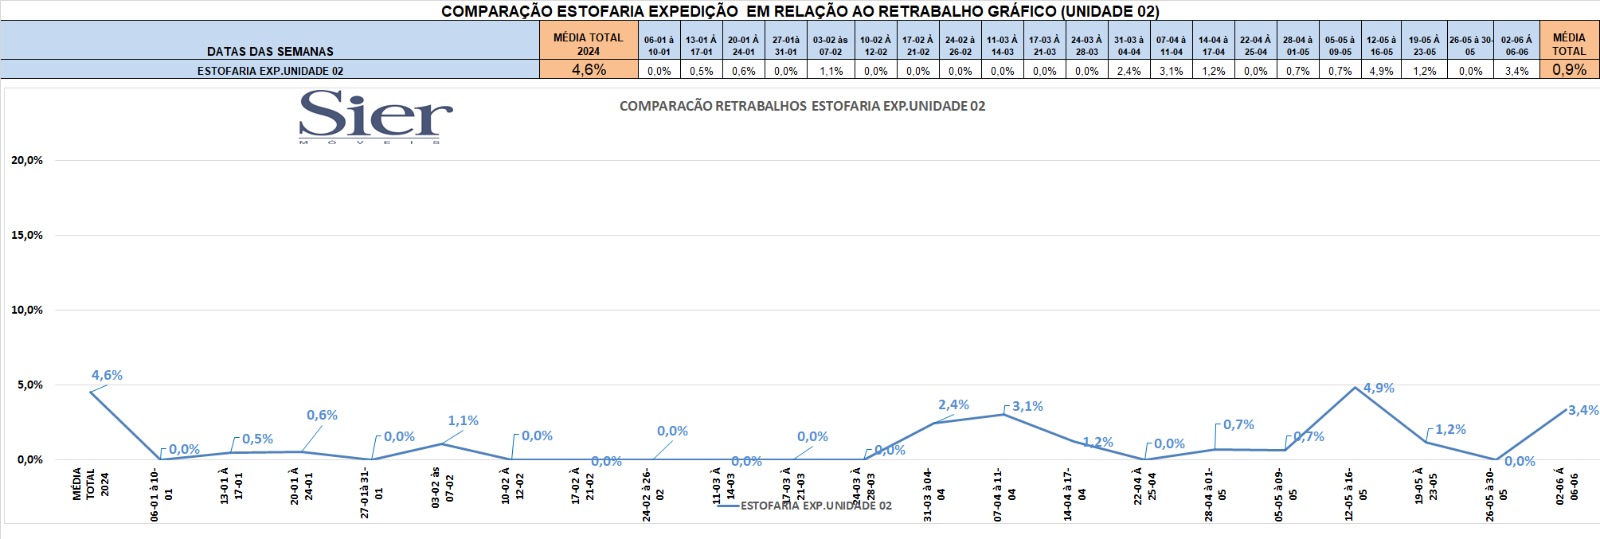 COMPARAÇÃO ESTOFARIA EXPEDIÇÃO EM RELAÇÃO AO RETRABALHO GRÁFICO (UNIDADE 02)
DATAS DAS SEMANAS MÉDIA TOTAL 2024 06-01 à 10-01 13-01 Á 17-01 20-01 Á 24-01 27-01à 31-01 03-02 às 07-02 10-02 Á 12-02 17-02 Á 21-02 24-02 à 26-02 11-03 Á 14-03 17-03 Á 21-03 24-03 Á 28-03 31-03 à 04-04 07-04 à 11-04 14-04 à 17-04 22-04 Á 25-04 28-04 à 01-05 05-05 à 09-05 12-05 à 16-05 19-05 Á 23-05 26-05 à 30-05 02-06 Á 06-06 MÉDIA TOTAL
ESTOFARIA EXP.UNIDADE 02 4,6% 0,0% 0,5% 0,6% 0,0% 1,1% 0,0% 0,0% 0,0% 0,0% 0,0% 0,0% 2,4% 3,1% 1,2% 0,0% 0,7% 0,7% 4,9% 1,2% 0,0% 3,4% 0,9%
Sier
MÓVEIS
COMPARACÃO RETRABALHOS ESTOFARIA EXP.UNIDADE 02
20,0%
15,0%
10,0%
5,0%
0,0%
4,6% 0,0% 0,5% 0,6% 0,0% 1,1% 0,0% 0,0% 0,0% 0,0% 0,0% 0,0% 2,4% 3,1% 1,2% 0,0% 0,7% 0,7% 4,9% 1,2% 0,0% 3,4%
MÉDIA TOTAL 2024 06-01 à 10-01 13-01 Á 17-01 20-01 Á 24-01 27-01à 31-01 03-02 às 07-02 10-02 Á 12-02 17-02 Á 21-02 24-02 à 26-02 11-03 Á 14-03 17-03 Á 21-03 24-03 Á 28-03 31-03 à 04-04 07-04 à 11-04 14-04 à 17-04 22-04 Á 25-04 28-04 à 01-05 05-05 à 09-05 12-05 à 16-05 19-05 Á 23-05 26-05 à 30-05 02-06 Á 06-06
ESTOFARIA EXP.UNIDADE 02